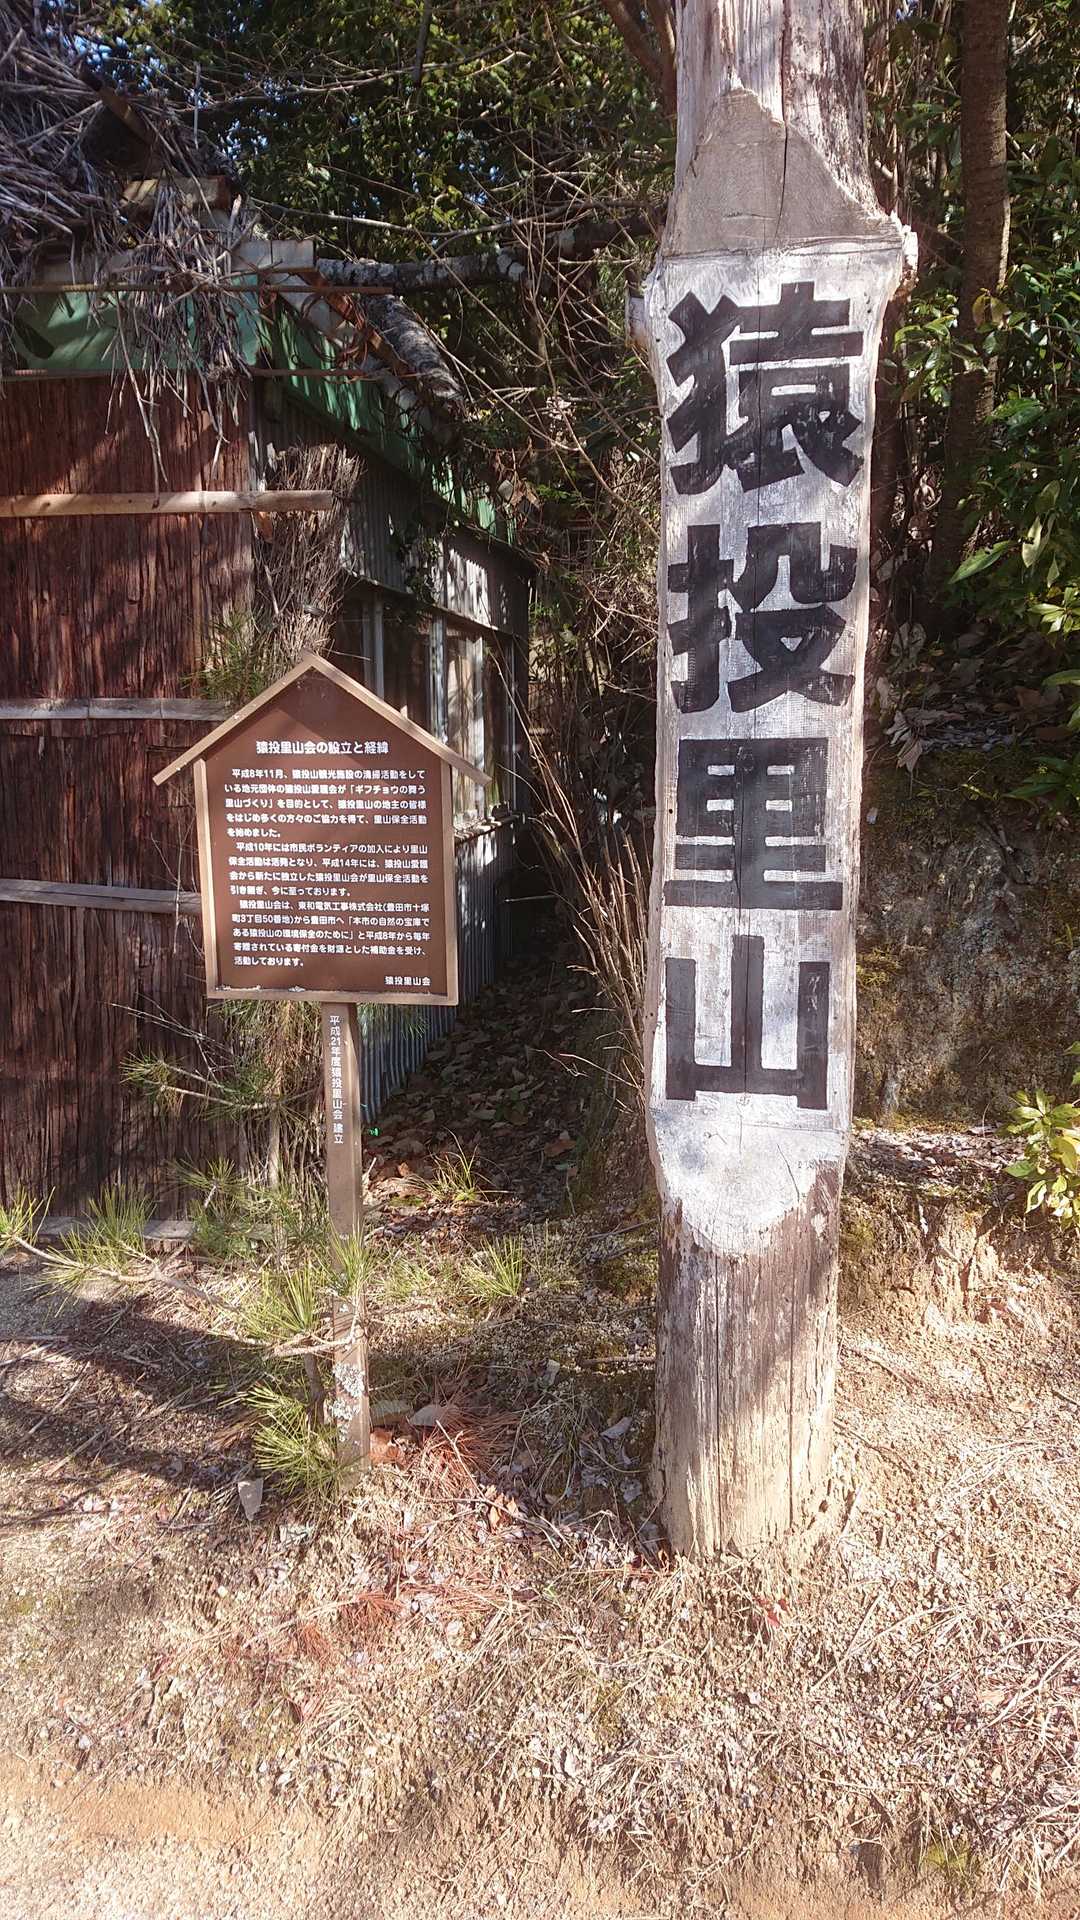 猿投里山会の設立と経緯
平成8年11月、猿投山観光施設の清掃活動をして
いる地元団体の猿投山愛護会が「ギフチョウの舞う
里山づくり」を目的として、猿投里山の地主の皆様
をはじめ多くの方々のご協力を得て、里山保全活動
を始めました。
平成10年には市民ボランティアの加入により里山
保全活動は活発となり、平成14年には、猿投山愛護
会から新たに独立した猿投里山会が里山保全活動を
引き継ぎ、今に至っております。
猿投里山会は、東和電気工事株式会社(豊田市十塚
町3丁目50番地)から豊田市へ「本市の自然の宝庫で
ある猿投山の環境保全のために」と平成8年から毎年
寄贈されている寄付金を財源とした補助金を受け、
活動しております。
猿投里山会
平成21年度猿投里山会 建立
猿投里山